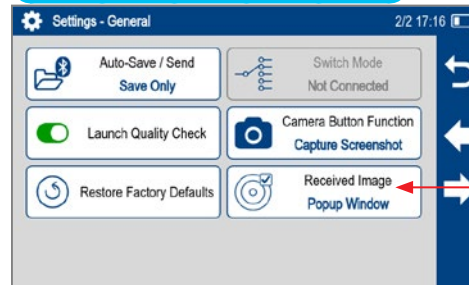 Settings - General
2/2 17:16
Auto-Save / Send
Save Only
Switch Mode
Not Connected
Launch Quality Check
Camera Button Function
Capture Screenshot
Restore Factory Defaults
Received Image
Popup Window